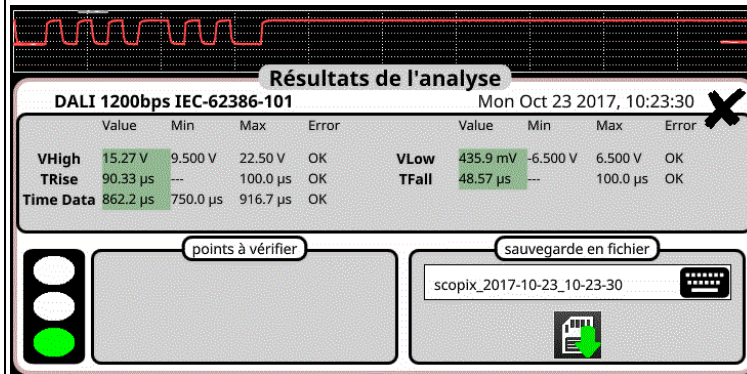 Résultats de l'analyse
DALI 1200bps IEC-62386-101 Mon Oct 23 2017, 10:23:30
Value Min Max Error Value Min Max Error
VHigh 15.27 V 9.500 V 22.50 V OK VLow 435.9 mV -6.500 V 6.500 V OK
TRise 90.33 µs --- 100.0 µs OK TFall 48.57 µs --- 100.0 µs OK
Time Data 862.2 µs 750.0 µs 916.7 µs OK
points à vérifier sauvegarde en fichier
scopix_2017-10-23_10-23-30